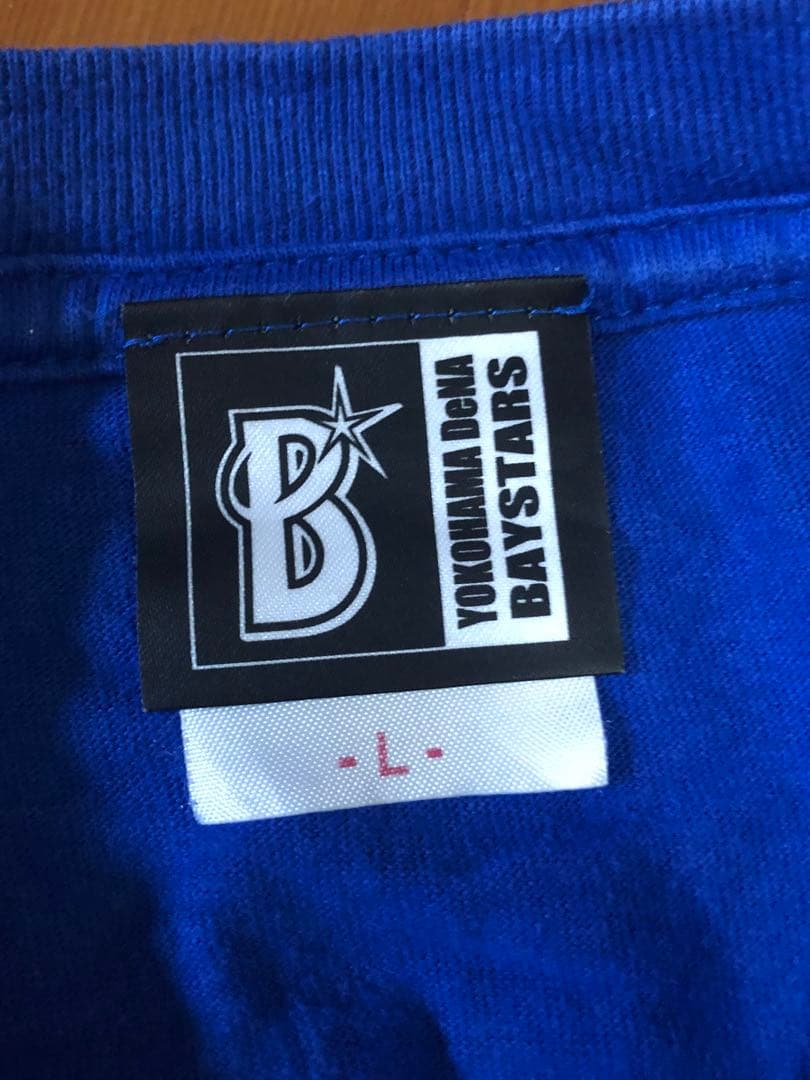 B
YOKOHAMA DeNA
BAYSTARS
- L -